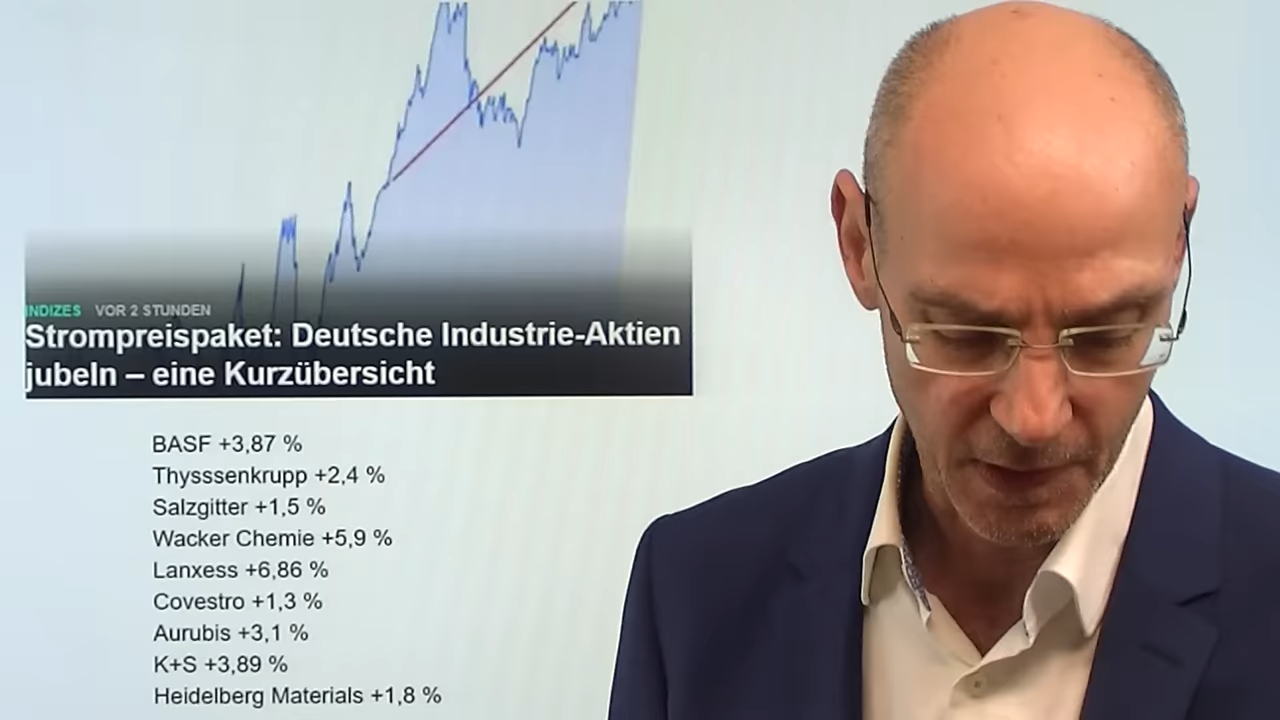 INDIZES VOR 2 STUNDEN
Strompreispaket: Deutsche Industrie-Aktien
jubeln – eine Kurzübersicht
BASF +3,87 %
Thysssenkrupp +2,4 %
Salzgitter +1,5 %
Wacker Chemie +5,9 %
Lanxess +6,86 %
Covestro +1,3 %
Aurubis +3,1 %
K+S +3,89 %
Heidelberg Materials +1,8 %